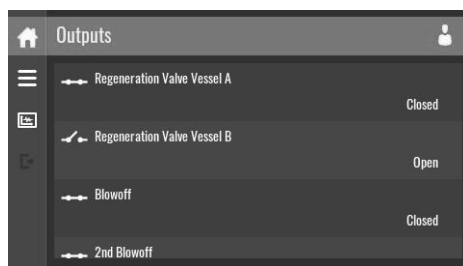 Outputs
Regeneration Valve Vessel A
Closed
Regeneration Valve Vessel B
Open
Blowoff
Closed
2nd Blowoff